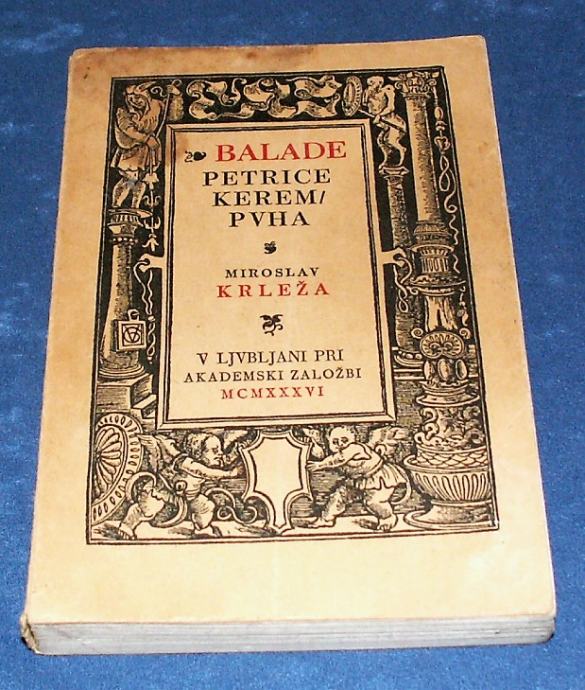 BALADE
PETRICE
KEREM/
PVHA
MIROSLAV
KRLEŽA
V LJVBLJANI PRI
AKADEMSKI ZALOŽBI
MCMXXXVI